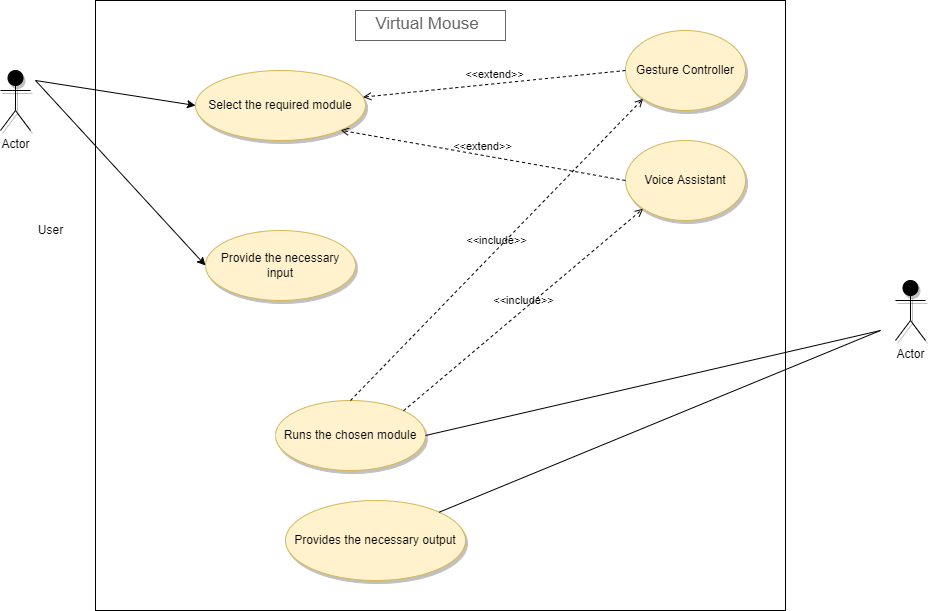 Virtual Mouse
Gesture Controller
<<extend>>
Select the required module
Actor
<<extend>>
Voice Assistant
User
<<include>>
Provide the necessary
input
<<include>>
Actor
Runs the chosen module
Provides the necessary output